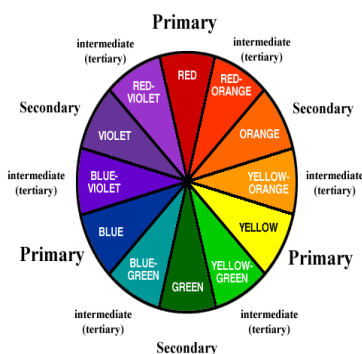 Primary
intermediate
(tertiary)
intermediate
(tertiary)
RED
RED-
VIOLET
RED-
ORANGE
Secondary
Secondary
VIOLET
ORANGE
intermediate
(tertiary)
BLUE-
VIOLET
YELLOW-
ORANGE
intermediate
(tertiary)
Primary
BLUE
YELLOW
Primary
BLUE-
GREEN
GREEN
YELLOW-
GREEN
intermediate
(tertiary)
intermediate
(tertiary)
Secondary